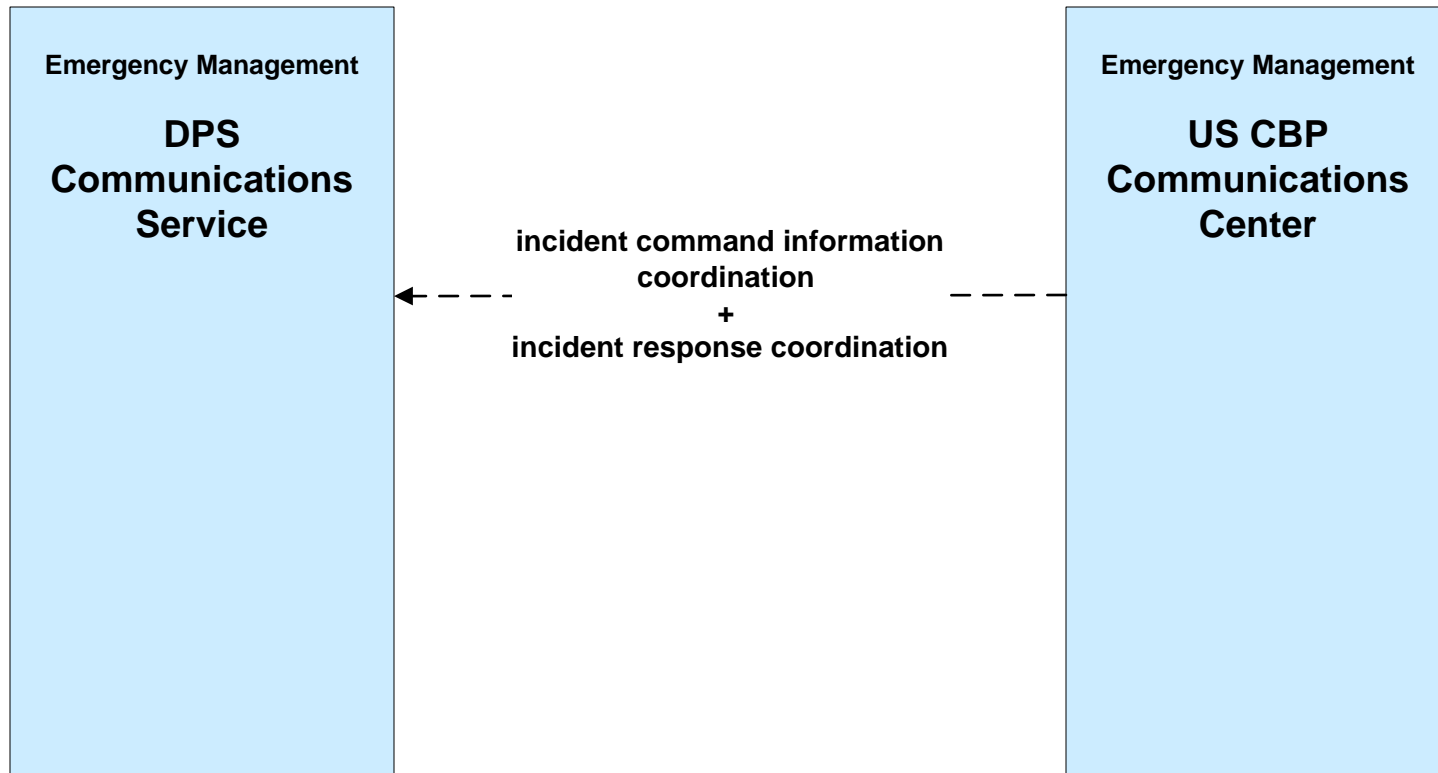 Emergency Management
DPS
Communications
Service
Emergency Management
US CBP
Communications
Center
incident command information
coordination
+
incident response coordination